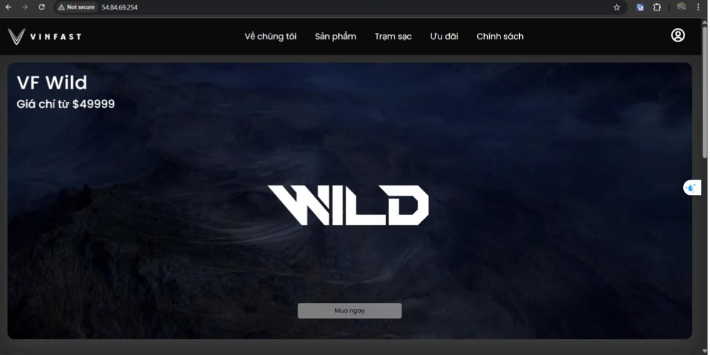 Not secure 54.84.69.254
VINFAST Về chúng tôi Sản phẩm Trạm sạc Ưu đãi Chính sách
VF Wild
Giá chỉ từ $49999
WILD
Mua ngay